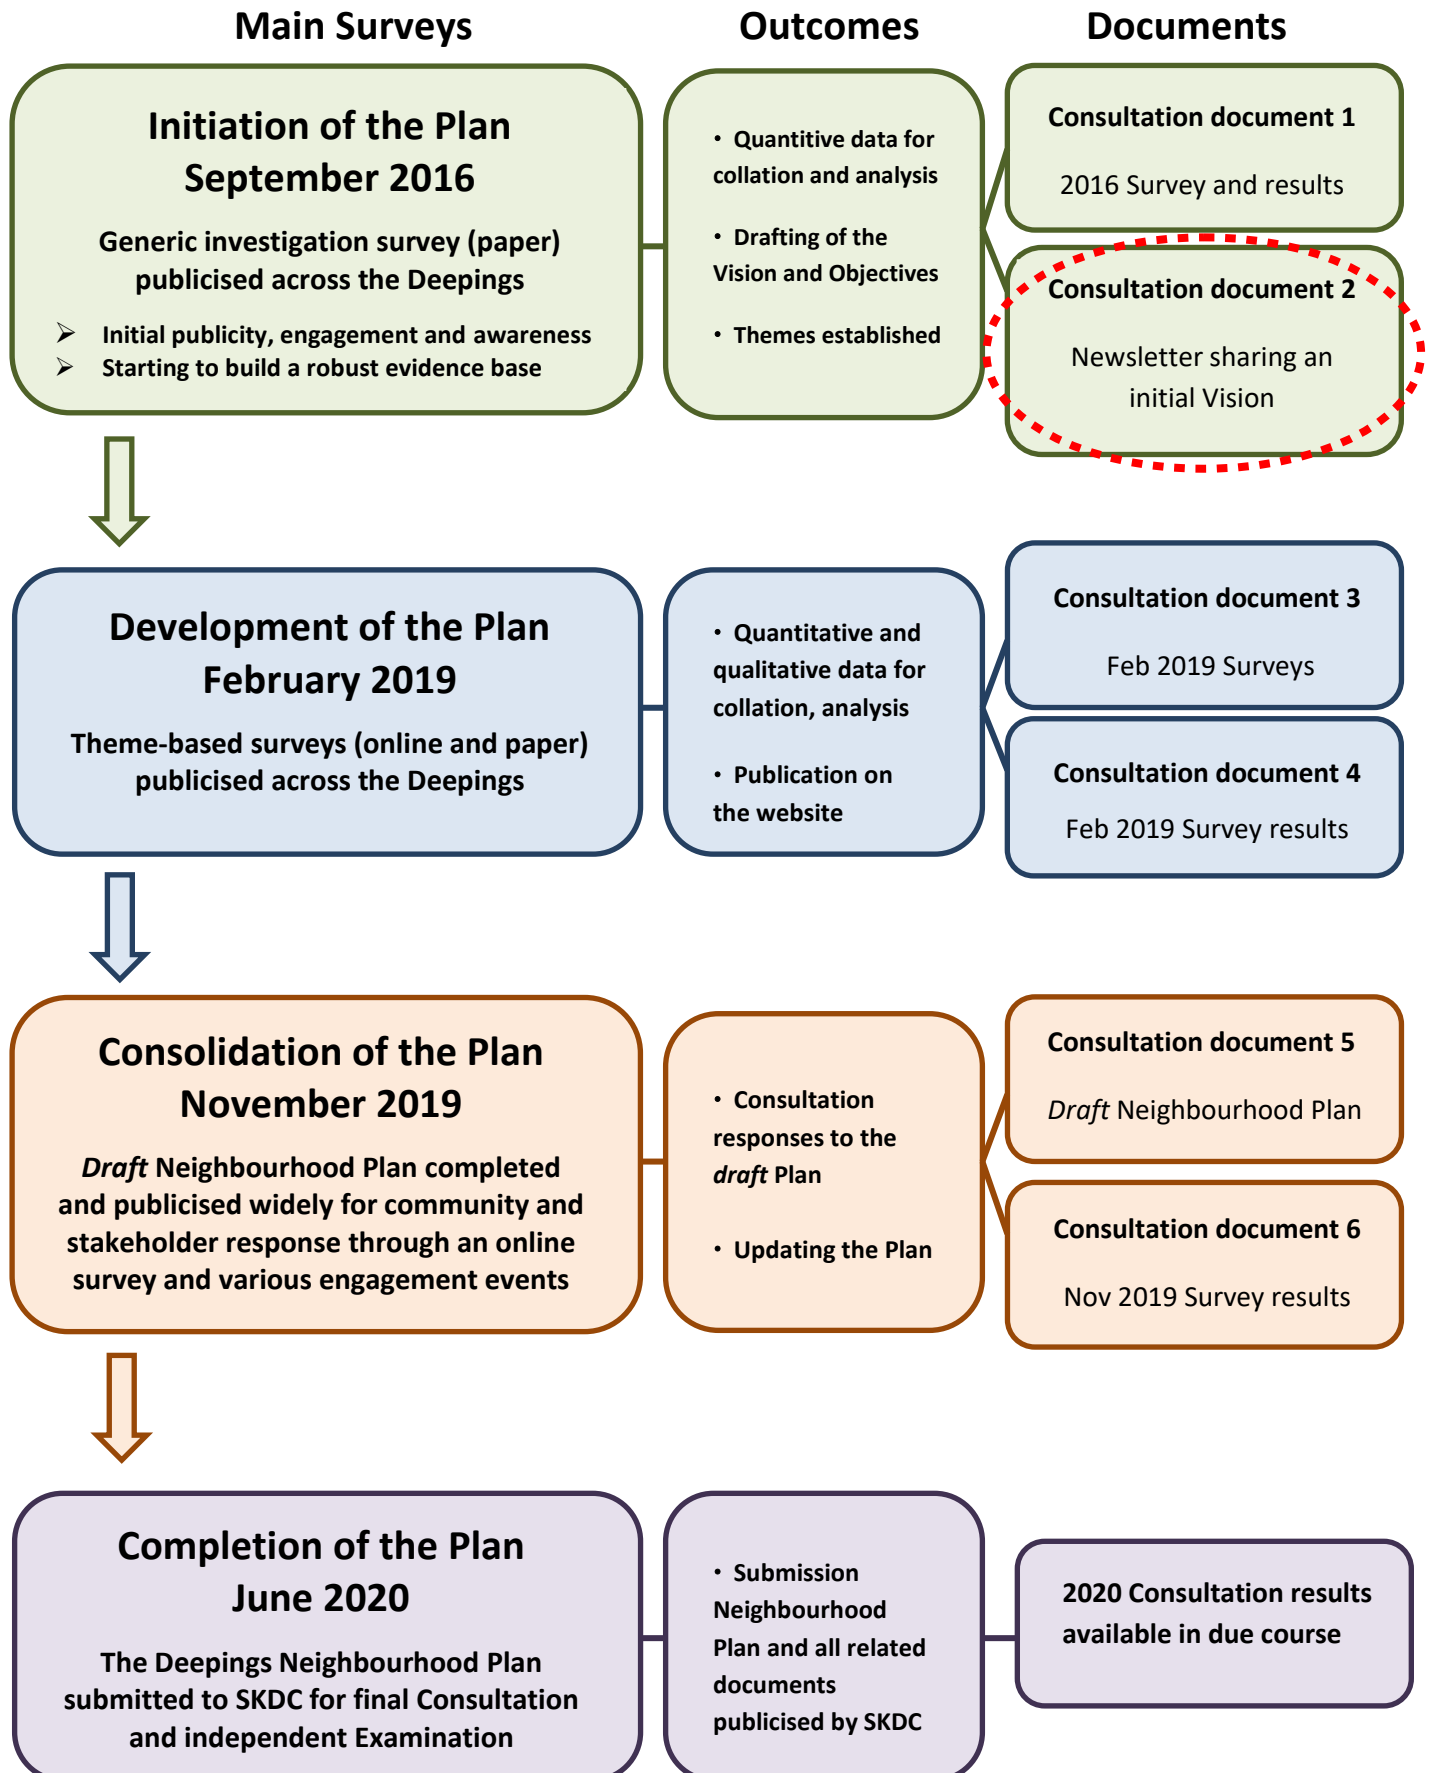 Main Surveys
Outcomes
Documents
Initiation of the Plan
September 2016
Generic investigation survey (paper)
publicised across the Deepings
➢ Initial publicity, engagement and awareness
➢ Starting to build a robust evidence base
• Quantitive data for
collation and analysis
• Drafting of the
Vision and Objectives
• Themes established
Consultation document 1
2016 Survey and results
Consultation document 2
Newsletter sharing an
initial Vision
Development of the Plan
February 2019
Theme-based surveys (online and paper)
publicised across the Deepings
• Quantitative and
qualitative data for
collation, analysis
• Publication on
the website
Consultation document 3
Feb 2019 Surveys
Consultation document 4
Feb 2019 Survey results
Consolidation of the Plan
November 2019
Draft Neighbourhood Plan completed
and publicised widely for community and
stakeholder response through an online
survey and various engagement events
• Consultation
responses to the
draft Plan
• Updating the Plan
Consultation document 5
Draft Neighbourhood Plan
Consultation document 6
Nov 2019 Survey results
Completion of the Plan
June 2020
The Deepings Neighbourhood Plan
submitted to SKDC for final Consultation
and independent Examination
• Submission
Neighbourhood
Plan and all related
documents
publicised by SKDC
2020 Consultation results
available in due course